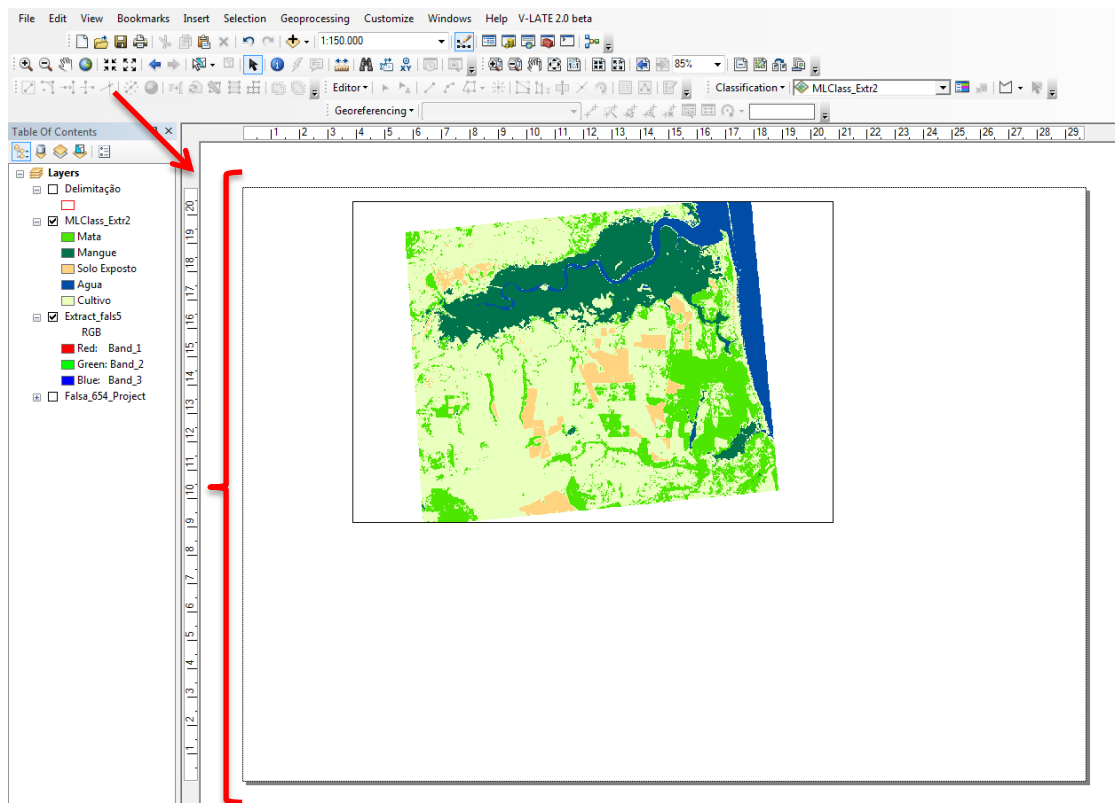 File Edit View Bookmarks Insert Selection Geoprocessing Customize Windows Help V-LATE 2.0 beta
1:150.000
85%
Editor Classification MLClass_Extr2
Georeferencing
Table Of Contents
1 2 3 4 5 6 7 8 9 10 11 12 13 14 15 16 17 18 19 20 21 22 23 24 25 26 27 28 29
Layers
Delimitação
MLClass_Extr2
Mata
Mangue
Solo Exposto
Agua
Cultivo
Extract_fals5
RGB
Red: Band_1
Green: Band_2
Blue: Band_3
Falsa_654_Project
20
19
18
17
16
15
14
13
12
11
10
9
8
7
6
5
4
3
2
1